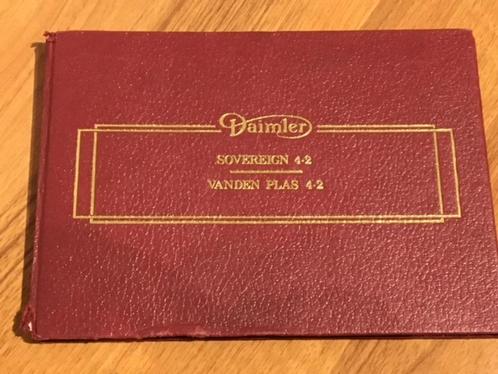 Daimler
SOVEREIGN 4·2
VANDEN PLAS 4·2